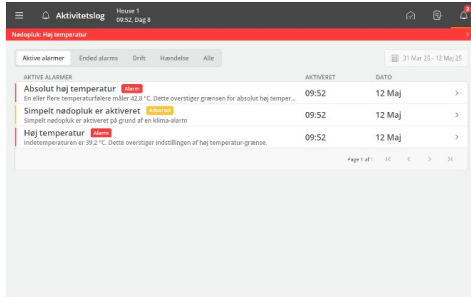 House 1
Aktivitetslog
09:52, Dag 8
Nødopluk: Høj temperatur
Aktive alarmer Ended alarms Drift Hændelse Alle
31 Mar 25 - 12 Maj 25
AKTIVE ALARMER AKTIVERET DATO
Absolut høj temperatur Alarm 09:52 12 Maj
En eller flere temperaturfølere måler 42,8 °C. Dette overstiger grænsen for absolut høj temper...
Simpelt nødopluk er aktiveret Advarsel 09:52 12 Maj
Simpelt nødopluk er aktiveret på grund af en klima-alarm
Høj temperatur Alarm 09:52 12 Maj
Indetemperaturen er 39,2 °C. Dette overstiger indstillingen af høj temperatur-grænse.
Page 1 af 1